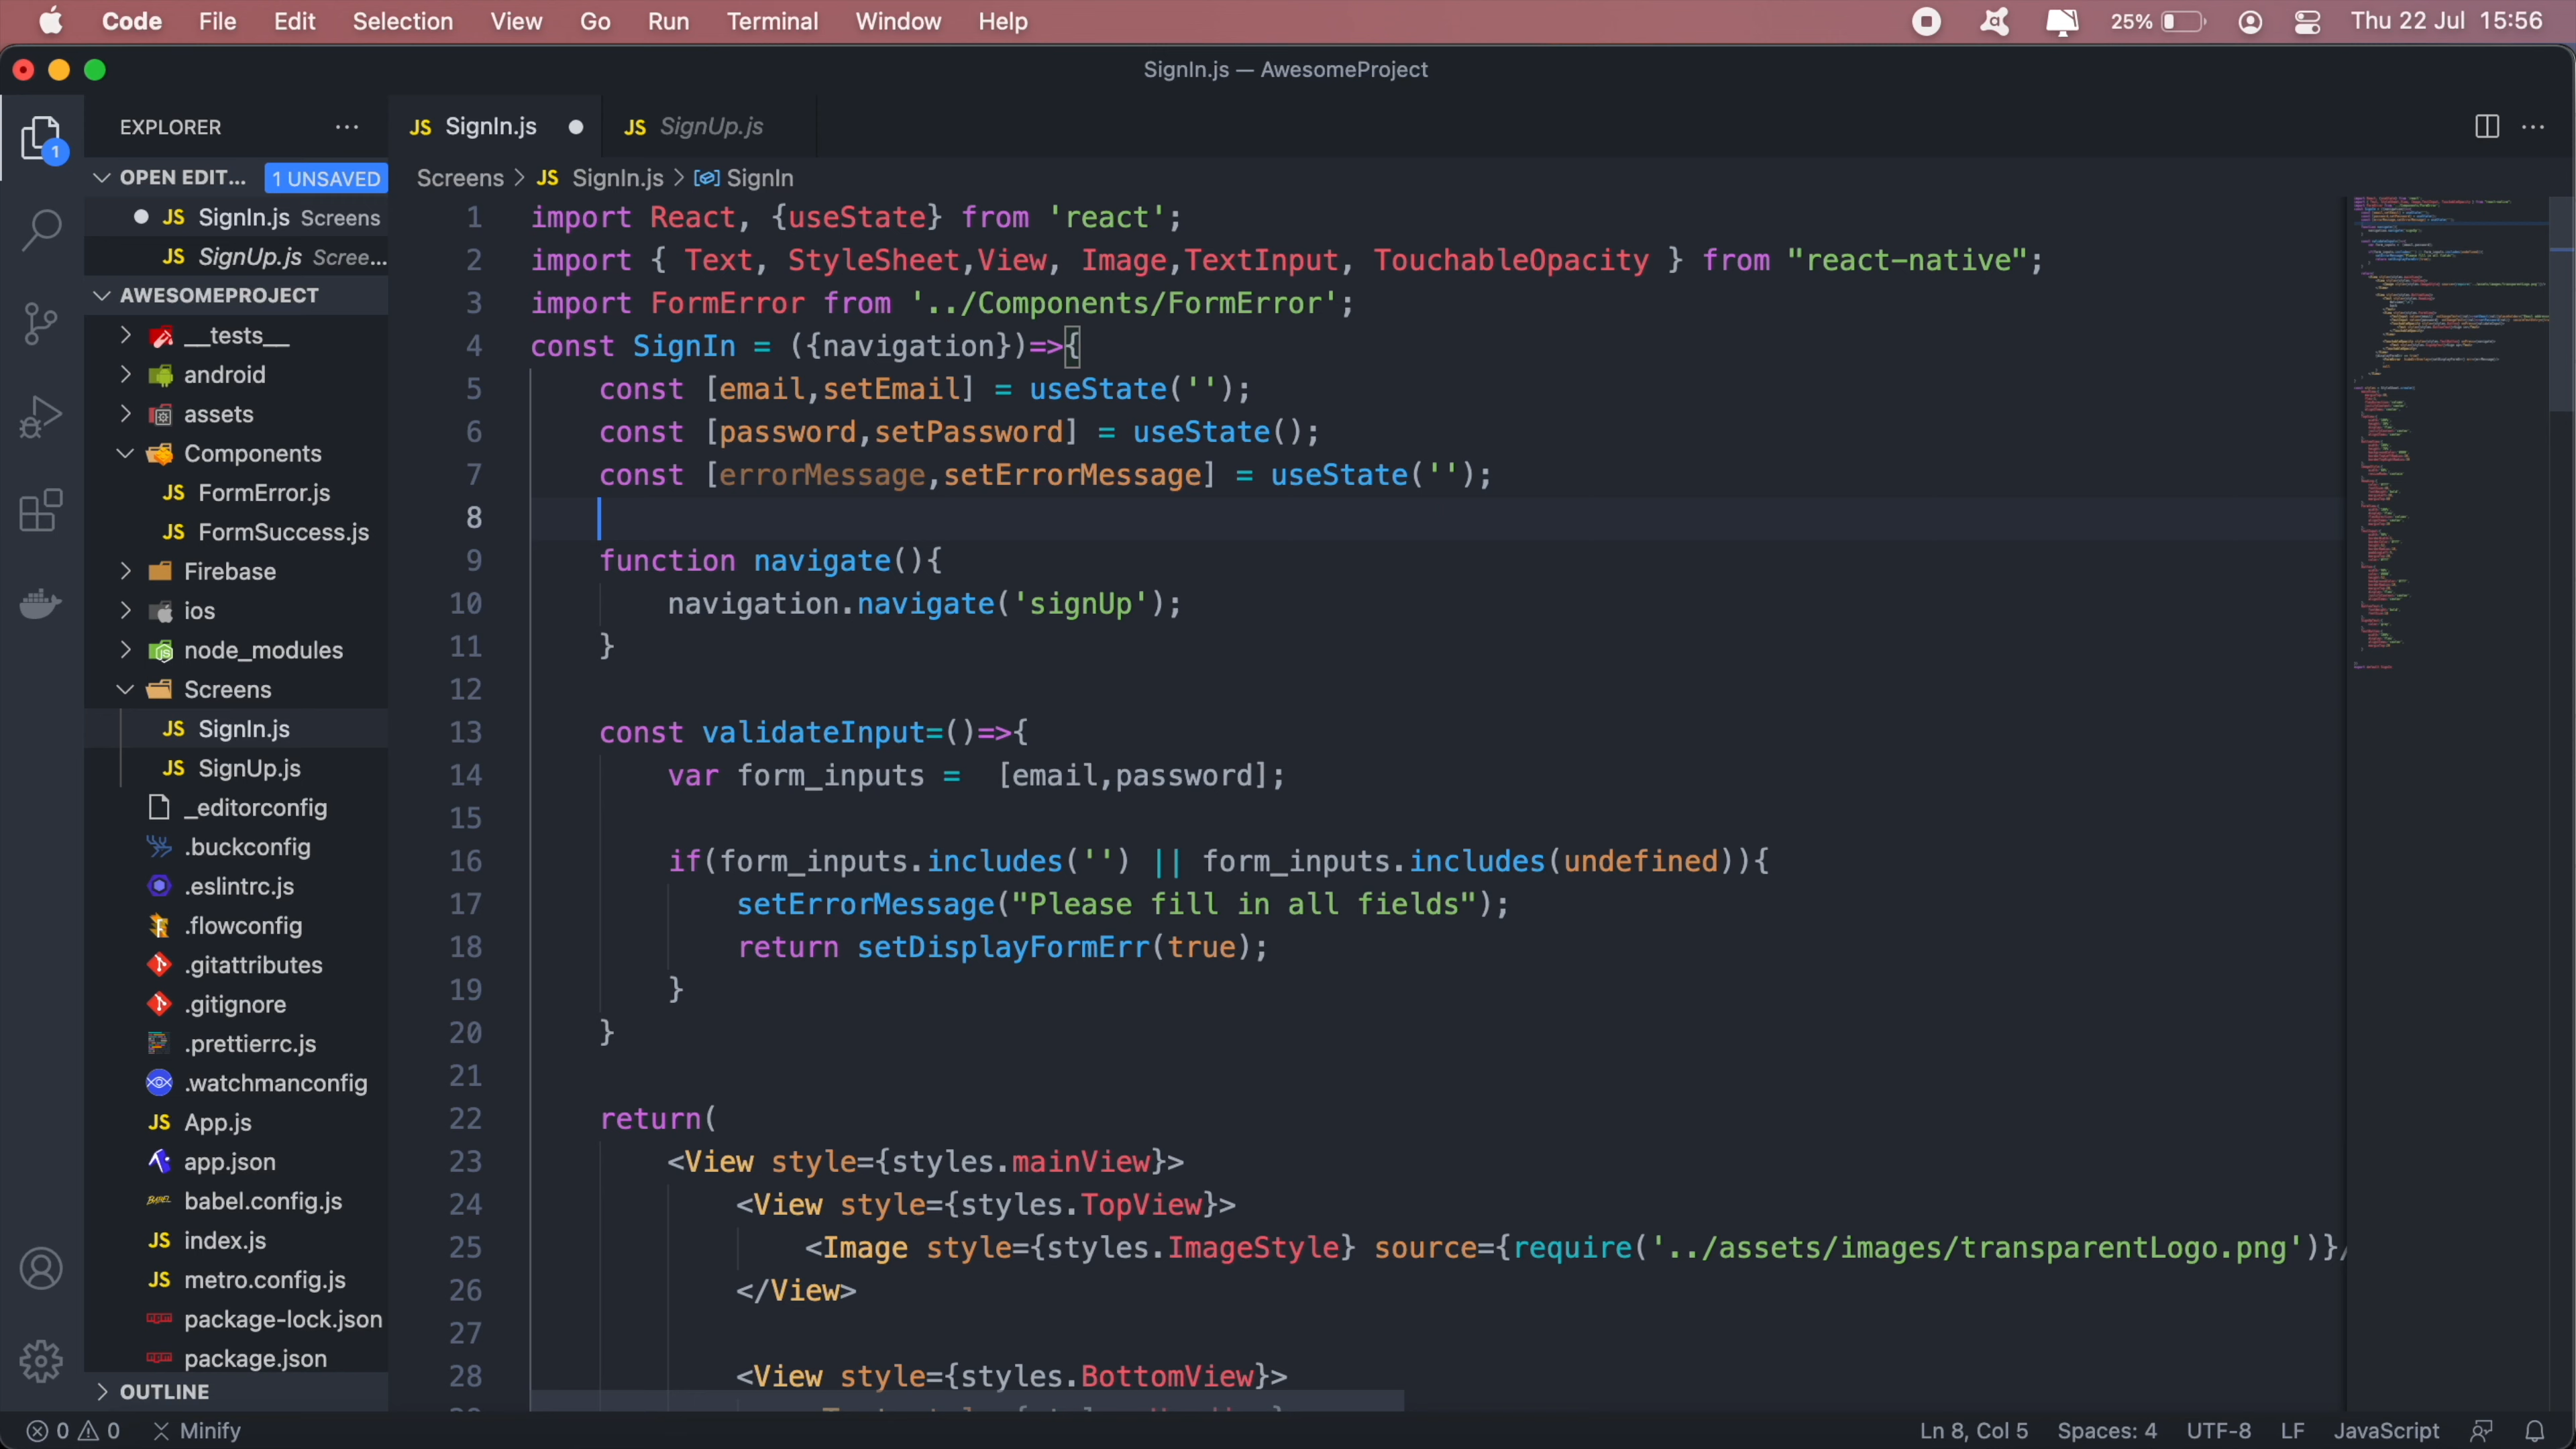 Code File Edit Selection View Go Run Terminal Window Help 25% Thu 22 Jul 15:56
SignIn.js — AwesomeProject
EXPLORER
1
OPEN EDIT... 1 UNSAVED
JS SignIn.js Screens
JS SignUp.js Scree...
AWESOMEPROJECT
__tests__
android
assets
Components
JS FormError.js
JS FormSuccess.js
Firebase
ios
node_modules
Screens
JS SignIn.js
JS SignUp.js
_editorconfig
.buckconfig
.eslintrc.js
.flowconfig
.gitattributes
.gitignore
.prettierrc.js
.watchmanconfig
JS App.js
app.json
babel.config.js
JS index.js
JS metro.config.js
package-lock.json
package.json
OUTLINE
JS SignIn.js JS SignUp.js
Screens > JS SignIn.js > SignIn
1 import React, {useState} from 'react';
2 import { Text, StyleSheet,View, Image,TextInput, TouchableOpacity } from "react-native";
3 import FormError from '../Components/FormError';
4 const SignIn = ({navigation})=>{
5 const [email,setEmail] = useState('');
6 const [password,setPassword] = useState();
7 const [errorMessage,setErrorMessage] = useState('');
8
9 function navigate(){
10 navigation.navigate('signUp');
11 }
12
13 const validateInput=()=>{
14 var form_inputs =  [email,password];
15
16 if(form_inputs.includes('') || form_inputs.includes(undefined)){
17 setErrorMessage("Please fill in all fields");
18 return setDisplayFormErr(true);
19 }
20 }
21
22 return(
23 <View style={styles.mainView}>
24 <View style={styles.TopView}>
25 <Image style={styles.ImageStyle} source={require('../assets/images/transparentLogo.png')}/
26 </View>
27
28 <View style={styles.BottomView}>
0 0 Minify Ln 8, Col 5 Spaces: 4 UTF-8 LF JavaScript